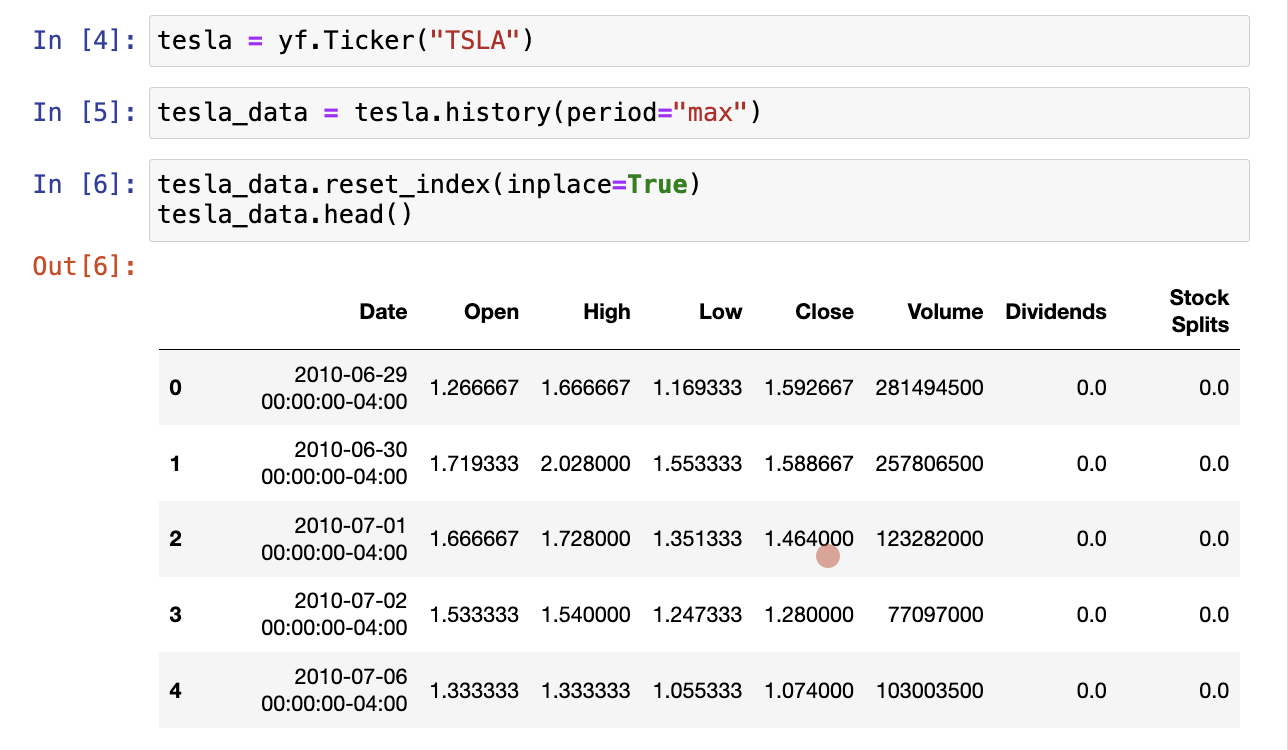 In [4]: tesla = yf.Ticker("TSLA")
In [5]: tesla_data = tesla.history(period="max")
In [6]: tesla_data.reset_index(inplace=True)
tesla_data.head()
Out[6]:
Date Open High Low Close Volume Dividends Stock Splits
0 2010-06-29 00:00:00-04:00 1.266667 1.666667 1.169333 1.592667 281494500 0.0 0.0
1 2010-06-30 00:00:00-04:00 1.719333 2.028000 1.553333 1.588667 257806500 0.0 0.0
2 2010-07-01 00:00:00-04:00 1.666667 1.728000 1.351333 1.464000 123282000 0.0 0.0
3 2010-07-02 00:00:00-04:00 1.533333 1.540000 1.247333 1.280000 77097000 0.0 0.0
4 2010-07-06 00:00:00-04:00 1.333333 1.333333 1.055333 1.074000 103003500 0.0 0.0